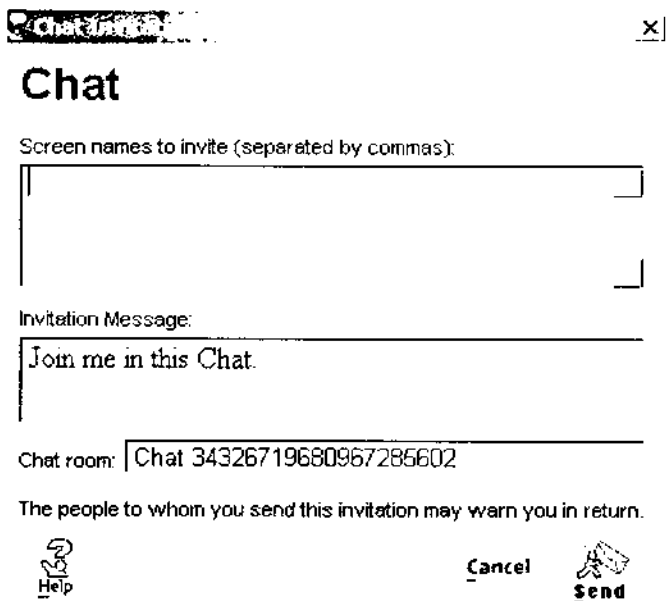 Chat
Screen names to invite (separated by commas):
Invitation Message:
Join me in this Chat.
Chat room: Chat 34326719680967285602
The people to whom you send this invitation may warn you in return.
Help
Cancel
Send